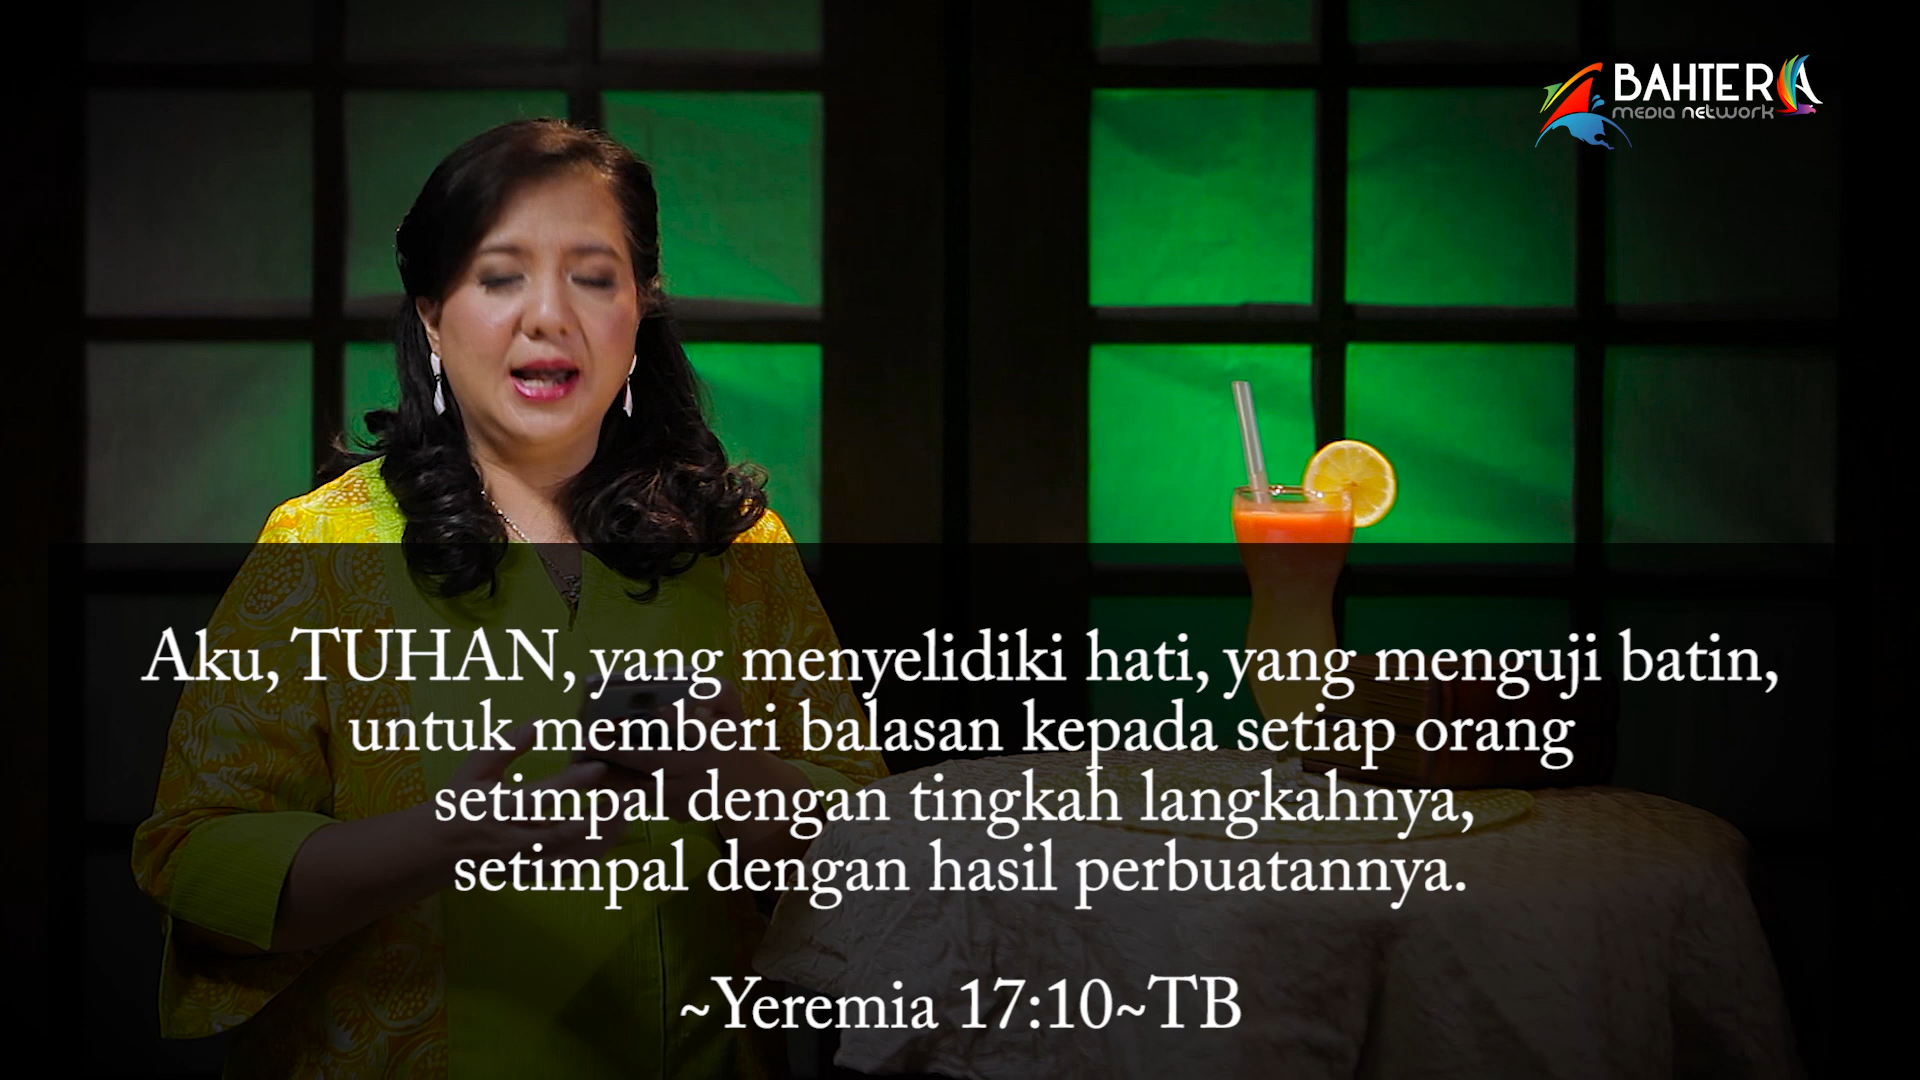 BAHTERA
MEDIA NETWORK
Aku, TUHAN, yang menyelidiki hati, yang menguji batin,
untuk memberi balasan kepada setiap orang
setimpal dengan tingkah langkahnya,
setimpal dengan hasil perbuatannya.
~Yeremia 17:10~TB